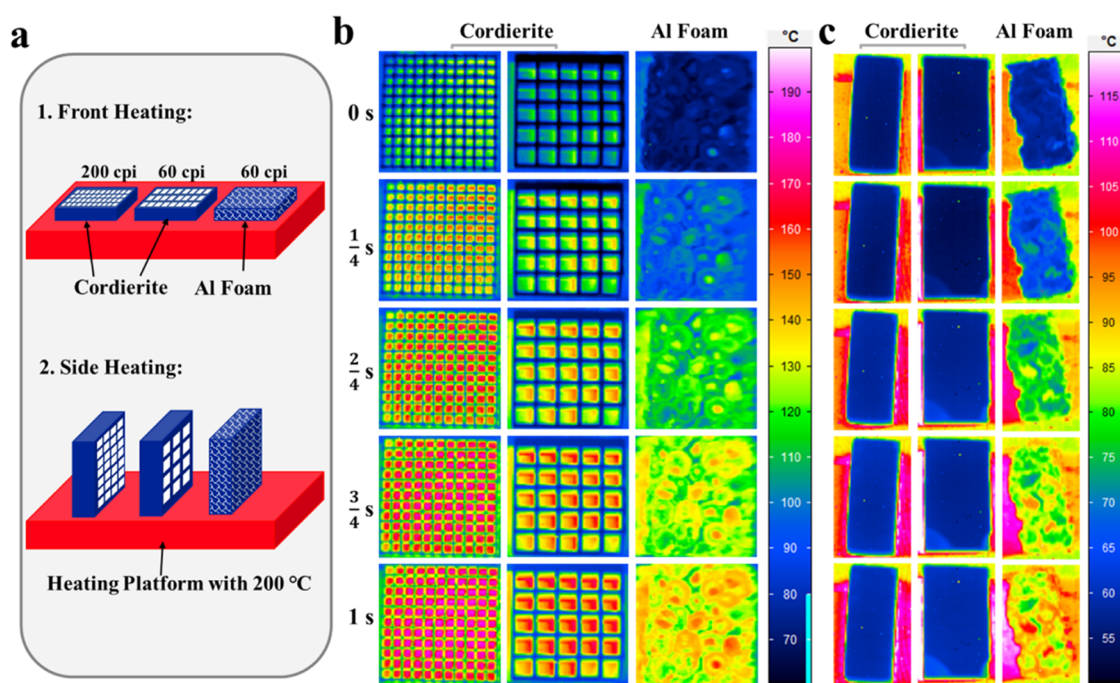 a
1. Front Heating:
200 cpi 60 cpi 60 cpi
Cordierite Al Foam
2. Side Heating:
Heating Platform with 200 °C
b
Cordierite Al Foam
0 s
1/4 s
2/4 s
3/4 s
1 s
°C
190
180
170
160
150
140
130
120
110
100
90
80
70
c
Cordierite Al Foam
°C
115
110
105
100
95
90
85
80
75
70
65
60
55